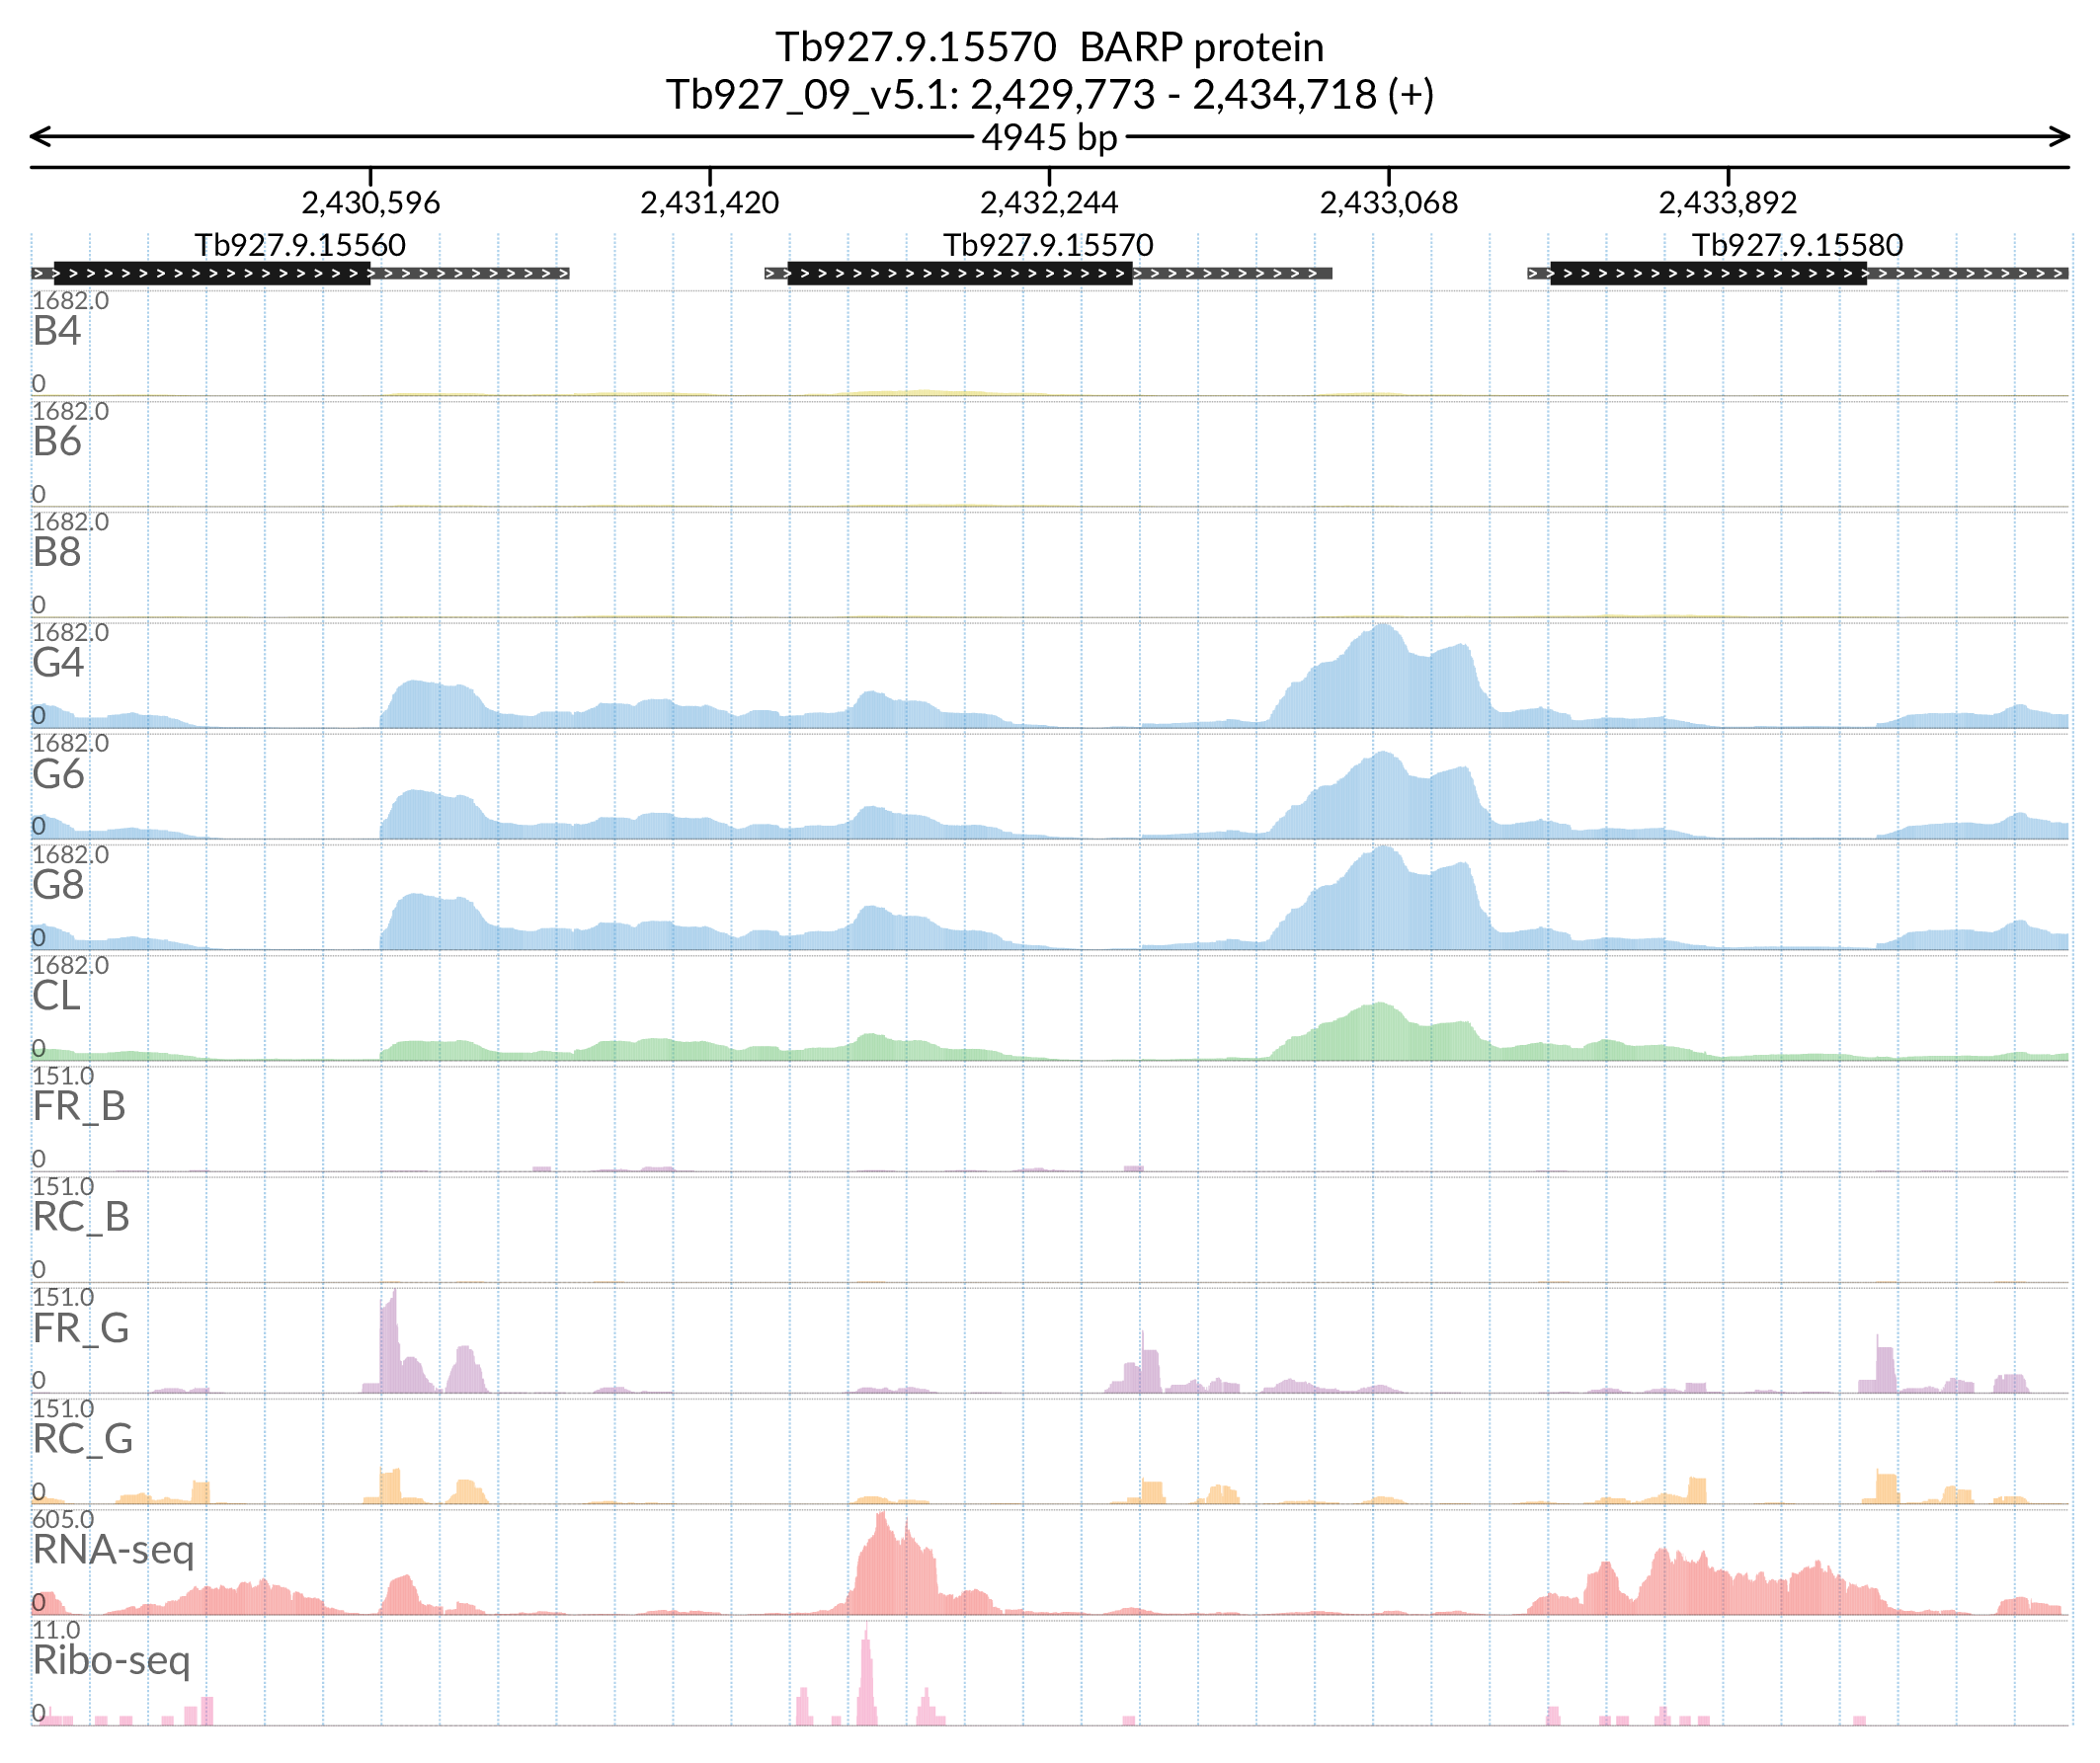 Tb927.9.15570 BARP protein
Tb927_09_v5.1: 2,429,773 - 2,434,718 (+)
4945 bp
2,430,596 2,431,420 2,432,244 2,433,068 2,433,892
Tb927.9.15560 Tb927.9.15570 Tb927.9.15580
1682.0
B4
0
1682.0
B6
0
1682.0
B8
0
1682.0
G4
0
1682.0
G6
0
1682.0
G8
0
1682.0
CL
0
151.0
FR_B
0
151.0
RC_B
0
151.0
FR_G
0
151.0
RC_G
0
605.0
RNA-seq
0
11.0
Ribo-seq
0